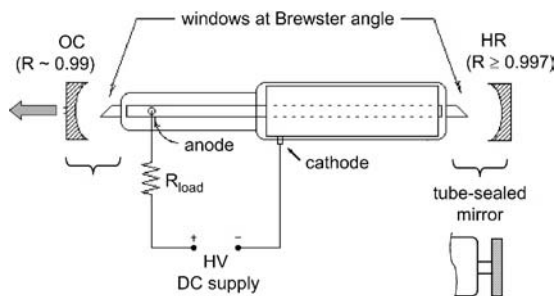 windows at Brewster angle
OC
(R ~ 0.99)
HR
(R ≥ 0.997)
anode
cathode
R_load
+ −
HV
DC supply
tube-sealed
mirror